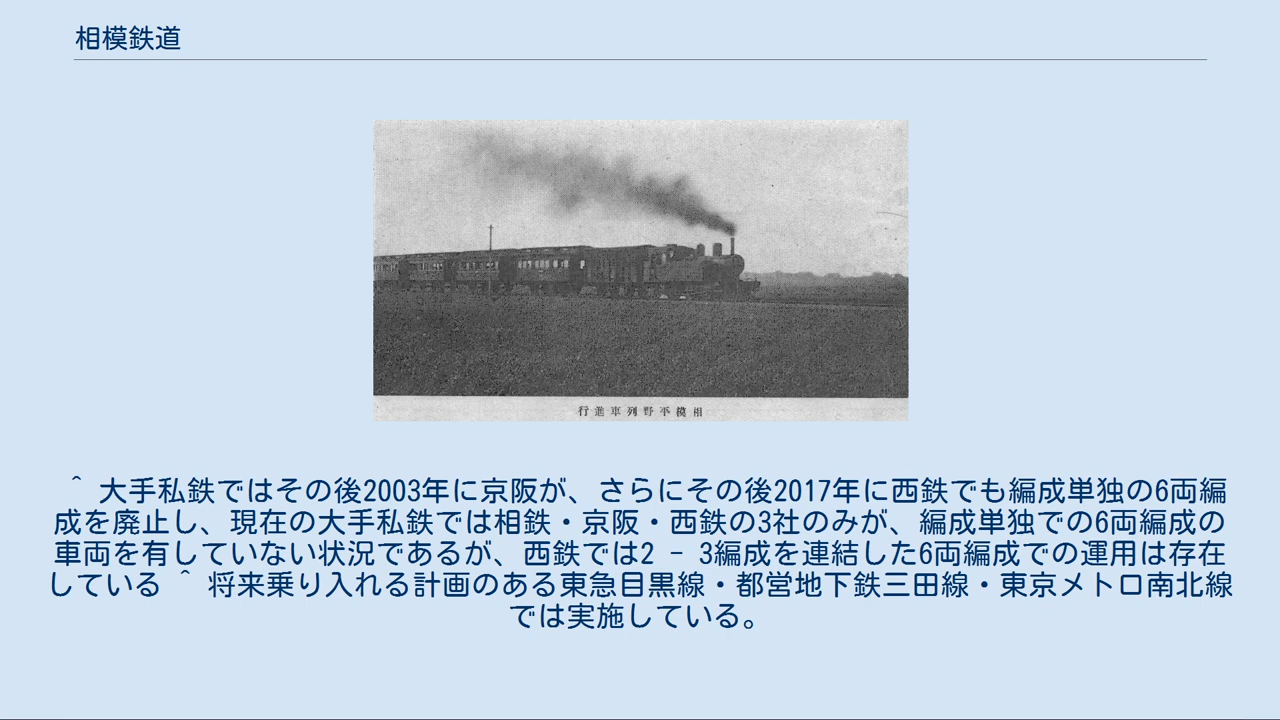 相模鉄道
行進車列野平模相
＾ 大手私鉄ではその後2003年に京阪が、さらにその後2017年に西鉄でも編成単独の6両編
成を廃止し、現在の大手私鉄では相鉄・京阪・西鉄の3社のみが、編成単独での6両編成の
車両を有していない状況であるが、西鉄では2 - 3編成を連結した6両編成での運用は存在
している ＾ 将来乗り入れる計画のある東急目黒線・都営地下鉄三田線・東京メトロ南北線
では実施している。